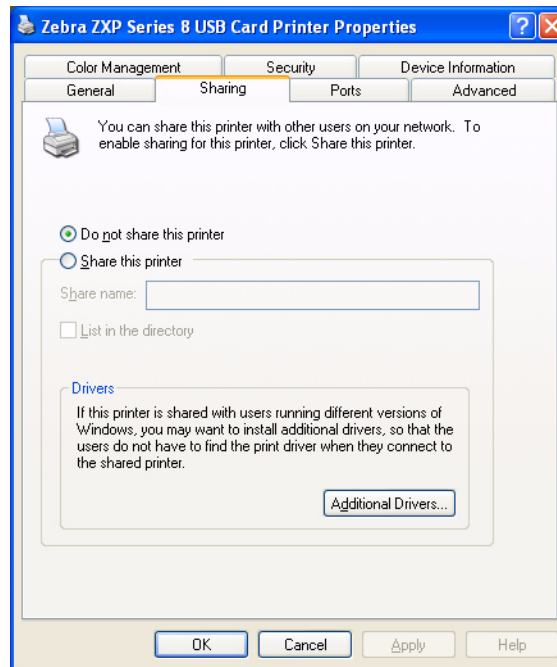 Zebra ZXP Series 8 USB Card Printer Properties
Color Management Security Device Information
General Sharing Ports Advanced
You can share this printer with other users on your network. To
enable sharing for this printer, click Share this printer.
Do not share this printer
Share this printer
Share name:
List in the directory
Drivers
If this printer is shared with users running different versions of
Windows, you may want to install additional drivers, so that the
users do not have to find the print driver when they connect to
the shared printer.
Additional Drivers...
OK Cancel Apply Help